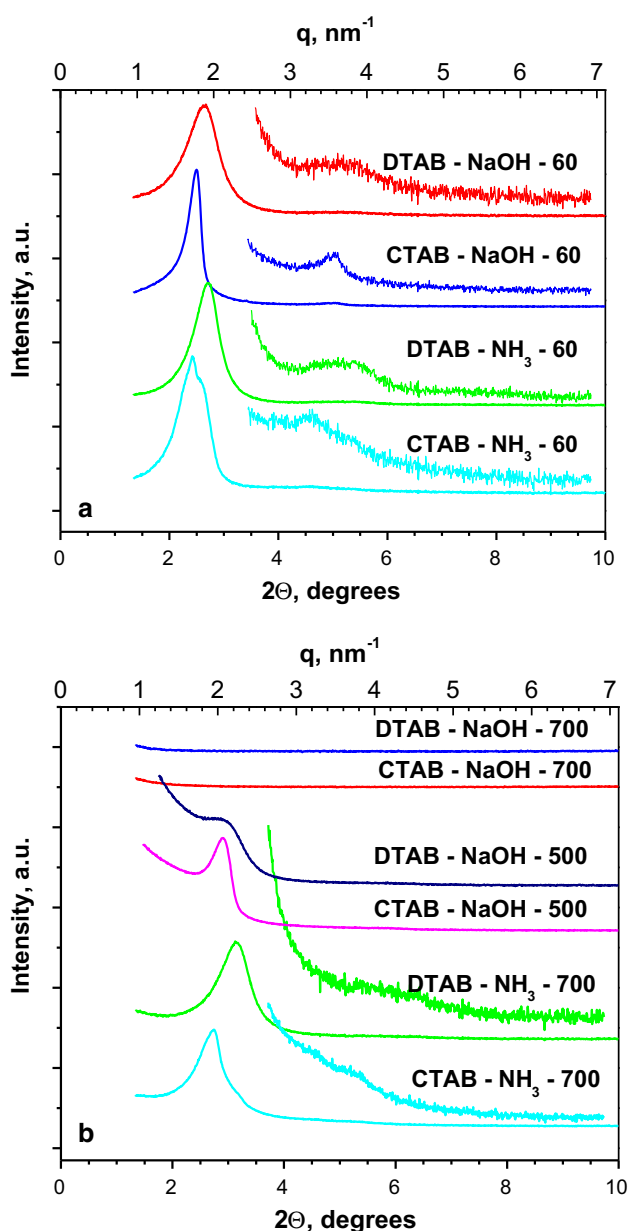 q, nm⁻¹
0 1 2 3 4 5 6 7
DTAB - NaOH - 60
CTAB - NaOH - 60
DTAB - NH₃ - 60
CTAB - NH₃ - 60
Intensity, a.u.
a
0 2 4 6 8 10
2Θ, degrees
q, nm⁻¹
0 1 2 3 4 5 6 7
DTAB - NaOH - 700
CTAB - NaOH - 700
DTAB - NaOH - 500
CTAB - NaOH - 500
DTAB - NH₃ - 700
CTAB - NH₃ - 700
Intensity, a.u.
b
0 2 4 6 8 10
2Θ, degrees